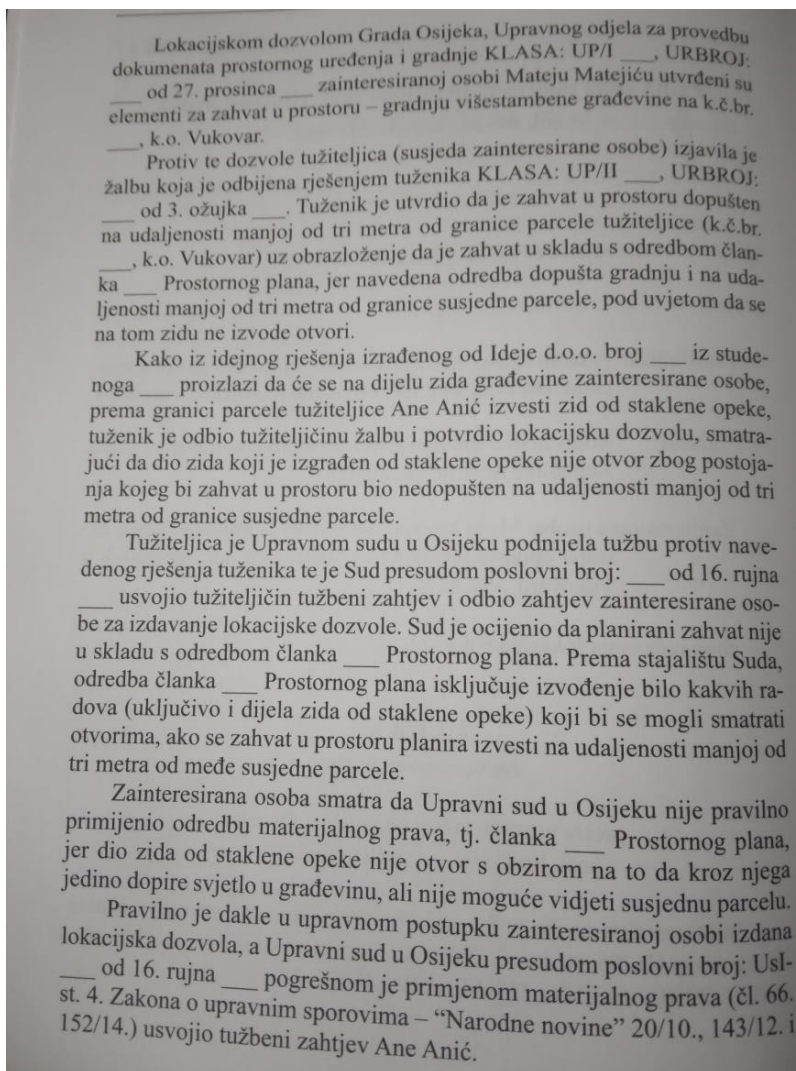 Lokacijskom dozvolom Grada Osijeka, Upravnog odjela za provedbu
dokumenata prostornog uređenja i gradnje KLASA: UP/I ___, URBROJ:
___ od 27. prosinca ___ zainteresiranoj osobi Mateju Matejiću utvrđeni su
elementi za zahvat u prostoru – gradnju višestambene građevine na k.č.br.
___, k.o. Vukovar.
Protiv te dozvole tužiteljica (susjeda zainteresirane osobe) izjavila je
žalbu koja je odbijena rješenjem tuženika KLASA: UP/II ___, URBROJ:
___ od 3. ožujka ___. Tuženik je utvrdio da je zahvat u prostoru dopušten
na udaljenosti manjoj od tri metra od granice parcele tužiteljice (k.č.br.
___, k.o. Vukovar) uz obrazloženje da je zahvat u skladu s odredbom član-
ka ___ Prostornog plana, jer navedena odredba dopušta gradnju i na uda-
ljenosti manjoj od tri metra od granice susjedne parcele, pod uvjetom da se
na tom zidu ne izvode otvori.
Kako iz idejnog rješenja izrađenog od Ideje d.o.o. broj ___ iz stude-
noga ___ proizlazi da će se na dijelu zida građevine zainteresirane osobe,
prema granici parcele tužiteljice Ane Anić izvesti zid od staklene opeke,
tuženik je odbio tužiteljičinu žalbu i potvrdio lokacijsku dozvolu, smatra-
jući da dio zida koji je izgrađen od staklene opeke nije otvor zbog postoja-
nja kojeg bi zahvat u prostoru bio nedopušten na udaljenosti manjoj od tri
metra od granice susjedne parcele.
Tužiteljica je Upravnom sudu u Osijeku podnijela tužbu protiv nave-
denog rješenja tuženika te je Sud presudom poslovni broj: ___ od 16. rujna
___ usvojio tužiteljičin tužbeni zahtjev i odbio zahtjev zainteresirane oso-
be za izdavanje lokacijske dozvole. Sud je ocijenio da planirani zahvat nije
u skladu s odredbom članka ___ Prostornog plana. Prema stajalištu Suda,
odredba članka ___ Prostornog plana isključuje izvođenje bilo kakvih ra-
dova (uključivo i dijela zida od staklene opeke) koji bi se mogli smatrati
otvorima, ako se zahvat u prostoru planira izvesti na udaljenosti manjoj od
tri metra od međe susjedne parcele.
Zainteresirana osoba smatra da Upravni sud u Osijeku nije pravilno
primijenio odredbu materijalnog prava, tj. članka ___ Prostornog plana,
jer dio zida od staklene opeke nije otvor s obzirom na to da kroz njega
jedino dopire svjetlo u građevinu, ali nije moguće vidjeti susjednu parcelu.
Pravilno je dakle u upravnom postupku zainteresiranoj osobi izdana
lokacijska dozvola, a Upravni sud u Osijeku presudom poslovni broj: UsI-
___ od 16. rujna ___ pogrešnom je primjenom materijalnog prava (čl. 66.
st. 4. Zakona o upravnim sporovima – “Narodne novine” 20/10., 143/12. i
152/14.) usvojio tužbeni zahtjev Ane Anić.